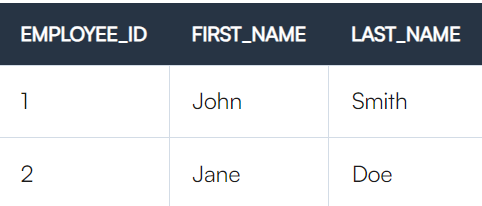 EMPLOYEE_ID FIRST_NAME LAST_NAME
1 John Smith
2 Jane Doe